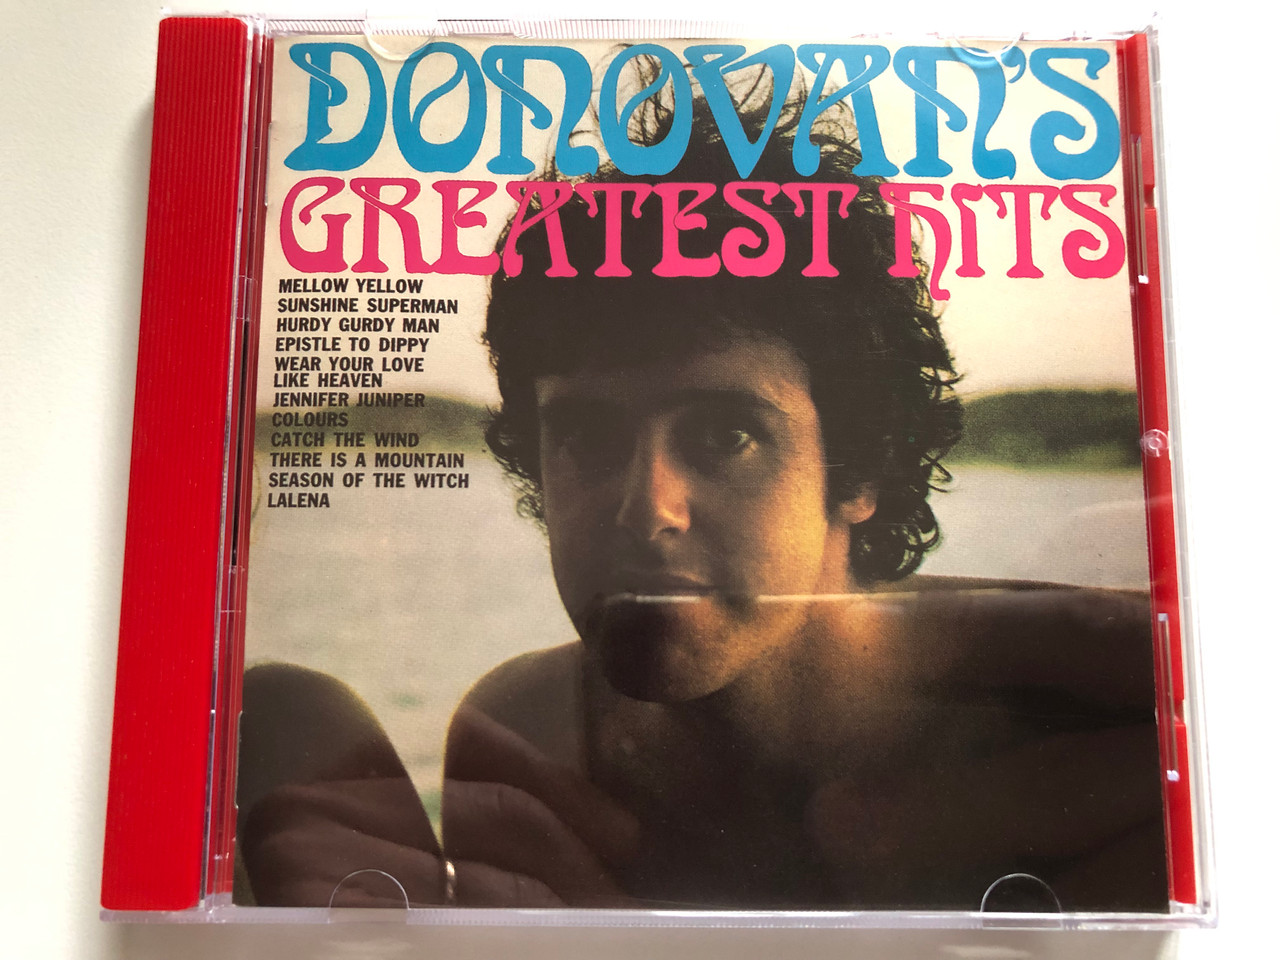 DONOVAN'S
GREATEST HITS
MELLOW YELLOW
SUNSHINE SUPERMAN
HURDY GURDY MAN
EPISTLE TO DIPPY
WEAR YOUR LOVE
LIKE HEAVEN
JENNIFER JUNIPER
COLOURS
CATCH THE WIND
THERE IS A MOUNTAIN
SEASON OF THE WITCH
LALENA